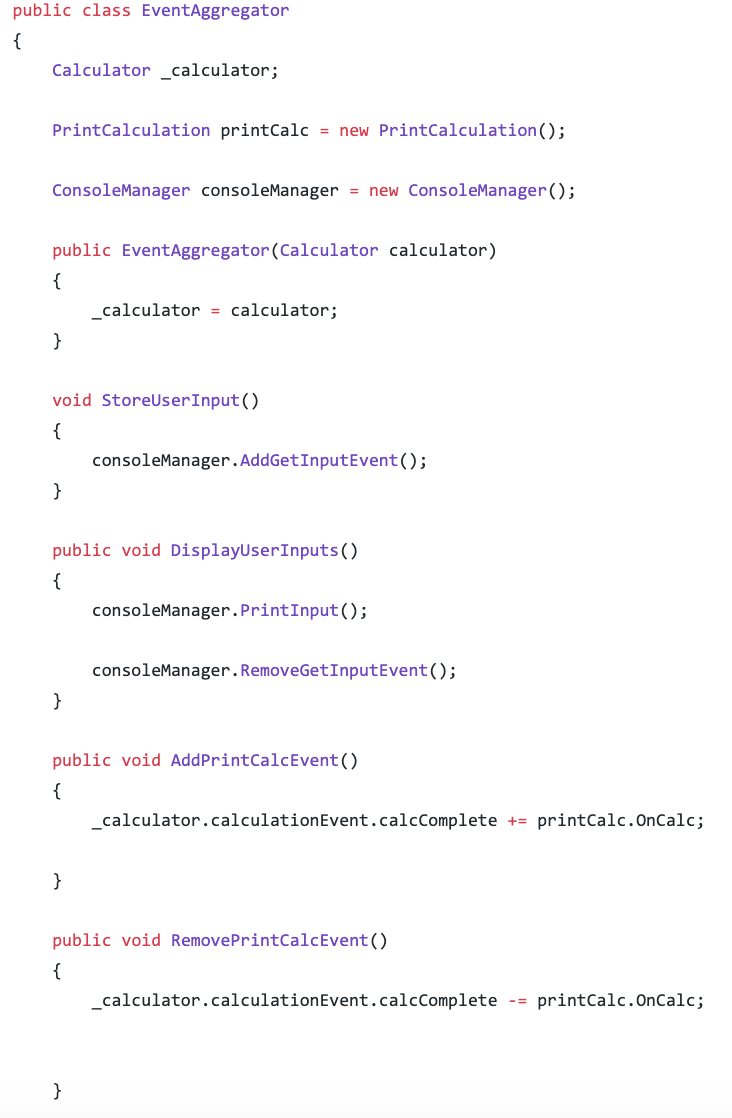 public class EventAggregator
{
    Calculator _calculator;

    PrintCalculation printCalc = new PrintCalculation();

    ConsoleManager consoleManager = new ConsoleManager();

    public EventAggregator(Calculator calculator)
    {
        _calculator = calculator;
    }

    void StoreUserInput()
    {
        consoleManager.AddGetInputEvent();
    }

    public void DisplayUserInputs()
    {
        consoleManager.PrintInput();

        consoleManager.RemoveGetInputEvent();
    }

    public void AddPrintCalcEvent()
    {
        _calculator.calculationEvent.calcComplete += printCalc.OnCalc;

    }

    public void RemovePrintCalcEvent()
    {
        _calculator.calculationEvent.calcComplete -= printCalc.OnCalc;


    }